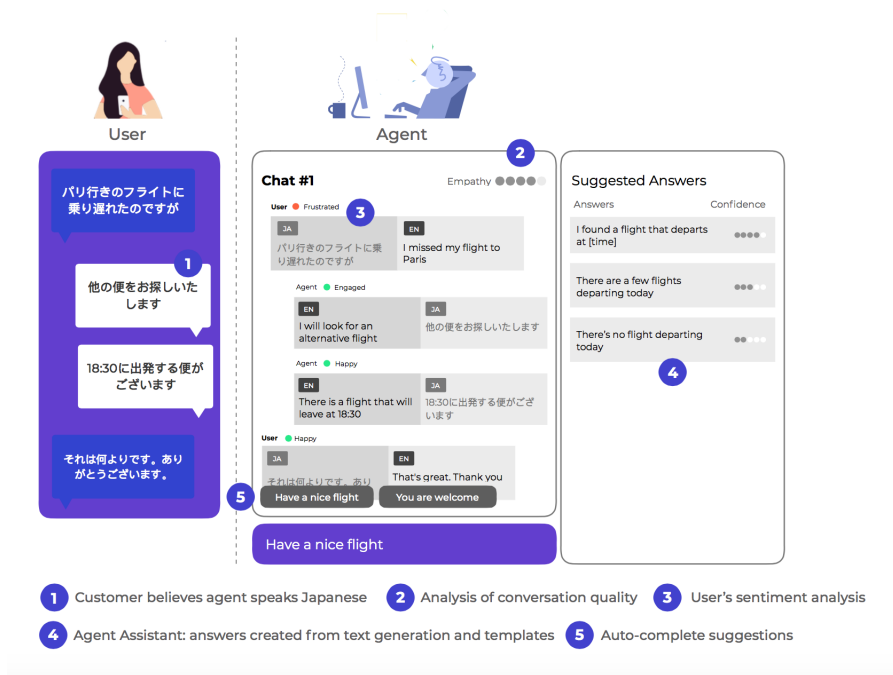 User
Agent
パリ行きのフライトに
乗り遅れたのですが
1
他の便をお探しいた
します
18:30に出発する便が
ございます
それは何よりです。あり
がとうございます。
2
Chat #1
Empathy
User
Frustrated
3
JA
パリ行きのフライトに乗
り遅れたのですが
EN
I missed my flight to
Paris
Agent
Engaged
EN
I will look for an
alternative flight
JA
他の便をお探しいたします
Agent
Happy
EN
There is a flight that will
leave at 18:30
JA
18:30に出発する便がござ
います
User
Happy
JA
それは何よりです。あり
EN
That's great. Thank you
5
Have a nice flight
You are welcome
Have a nice flight
Suggested Answers
Answers
Confidence
I found a flight that departs
at [time]
There are a few flights
departing today
There's no flight departing
today
4
1 Customer believes agent speaks Japanese
2 Analysis of conversation quality
3 User's sentiment analysis
4 Agent Assistant: answers created from text generation and templates
5 Auto-complete suggestions